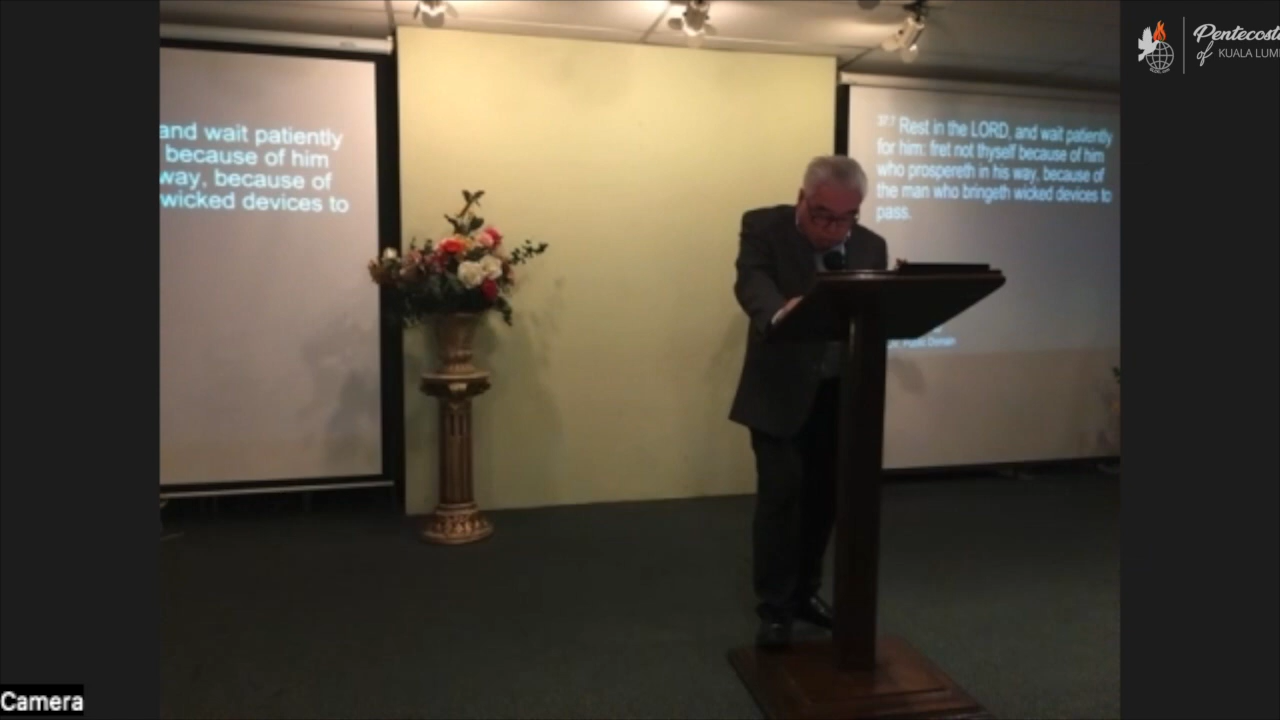 and wait patiently
because of him
way, because of
wicked devices to
37:7 Rest in the LORD, and wait patiently
for him: fret not thyself because of him
who prospereth in his way, because of
the man who bringeth wicked devices to
pass.
Public Domain
Pentecost
of KUALA LUM
Camera